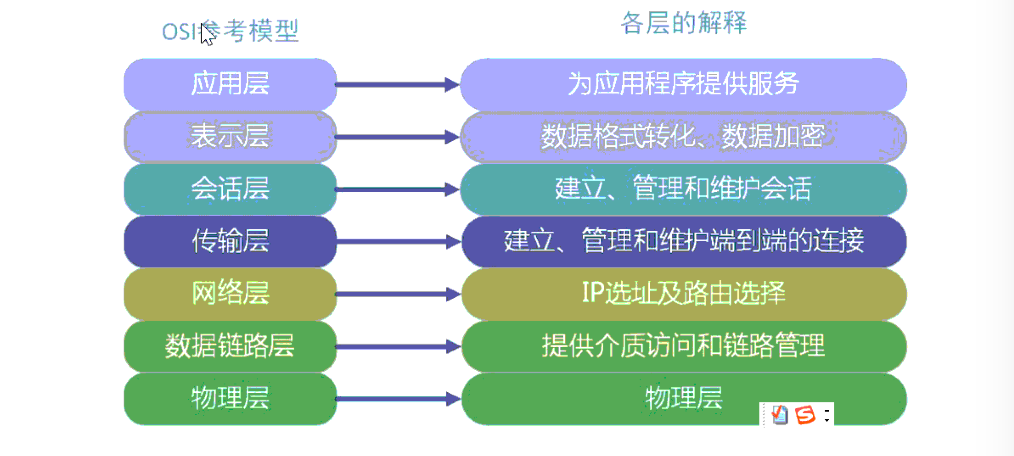 OSI参考模型
各层的解释
应用层
为应用程序提供服务
表示层
数据格式转化、数据加密
会话层
建立、管理和维护会话
传输层
建立、管理和维护端到端的连接
网络层
IP选址及路由选择
数据链路层
提供介质访问和链路管理
物理层
物理层